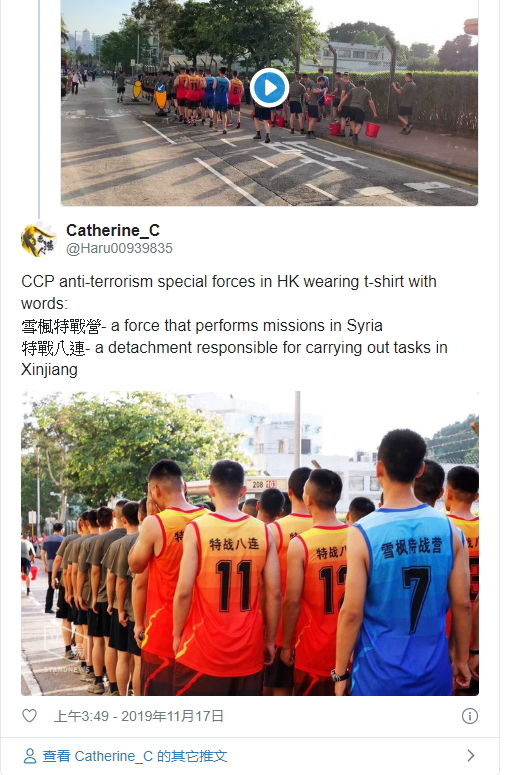 Catherine_C
@Haru00939835
CCP anti-terrorism special forces in HK wearing t-shirt with
words:
雪楓特戰營- a force that performs missions in Syria
特戰八連- a detachment responsible for carrying out tasks in
Xinjiang
208
特战八连
11
特战八
12
雪枫特战营
7
STANDNEWS
上午3:49 - 2019年11月17日
查看 Catherine_C 的其它推文